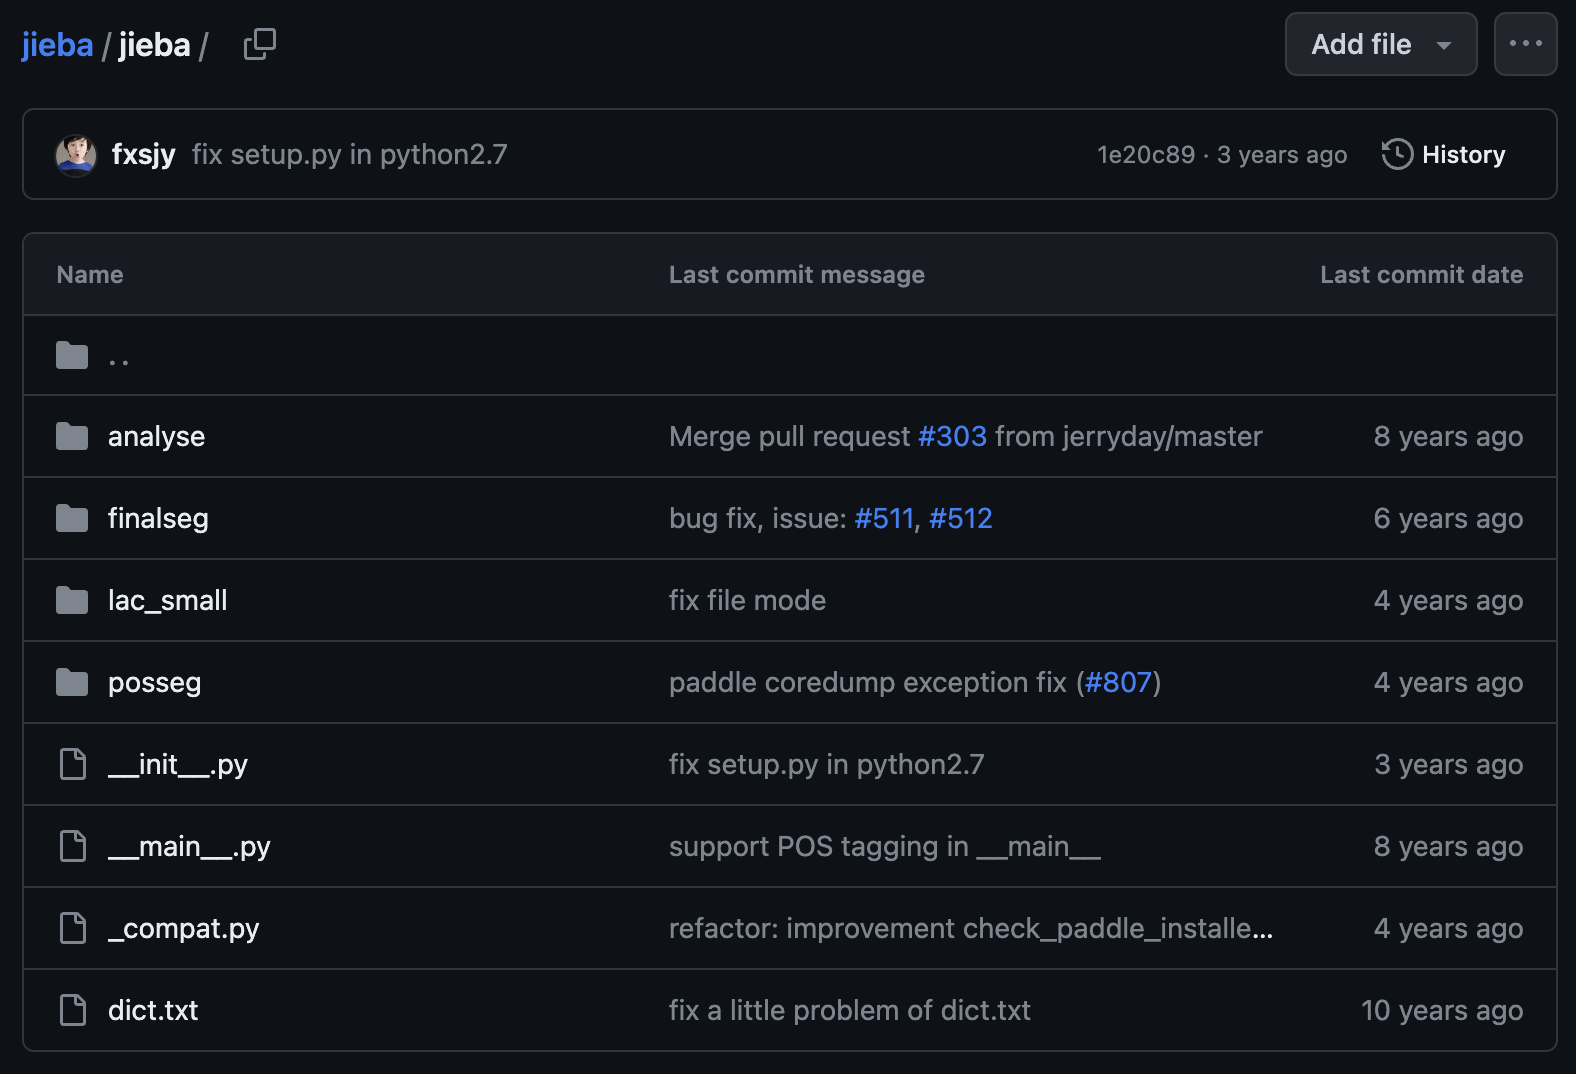 jieba / jieba /
Add file
fxsjy fix setup.py in python2.7 1e20c89 · 3 years ago History
Name Last commit message Last commit date
..
analyse Merge pull request #303 from jerryday/master 8 years ago
finalseg bug fix, issue: #511, #512 6 years ago
lac_small fix file mode 4 years ago
posseg paddle coredump exception fix (#807) 4 years ago
__init__.py fix setup.py in python2.7 3 years ago
__main__.py support POS tagging in __main__ 8 years ago
_compat.py refactor: improvement check_paddle_installe... 4 years ago
dict.txt fix a little problem of dict.txt 10 years ago